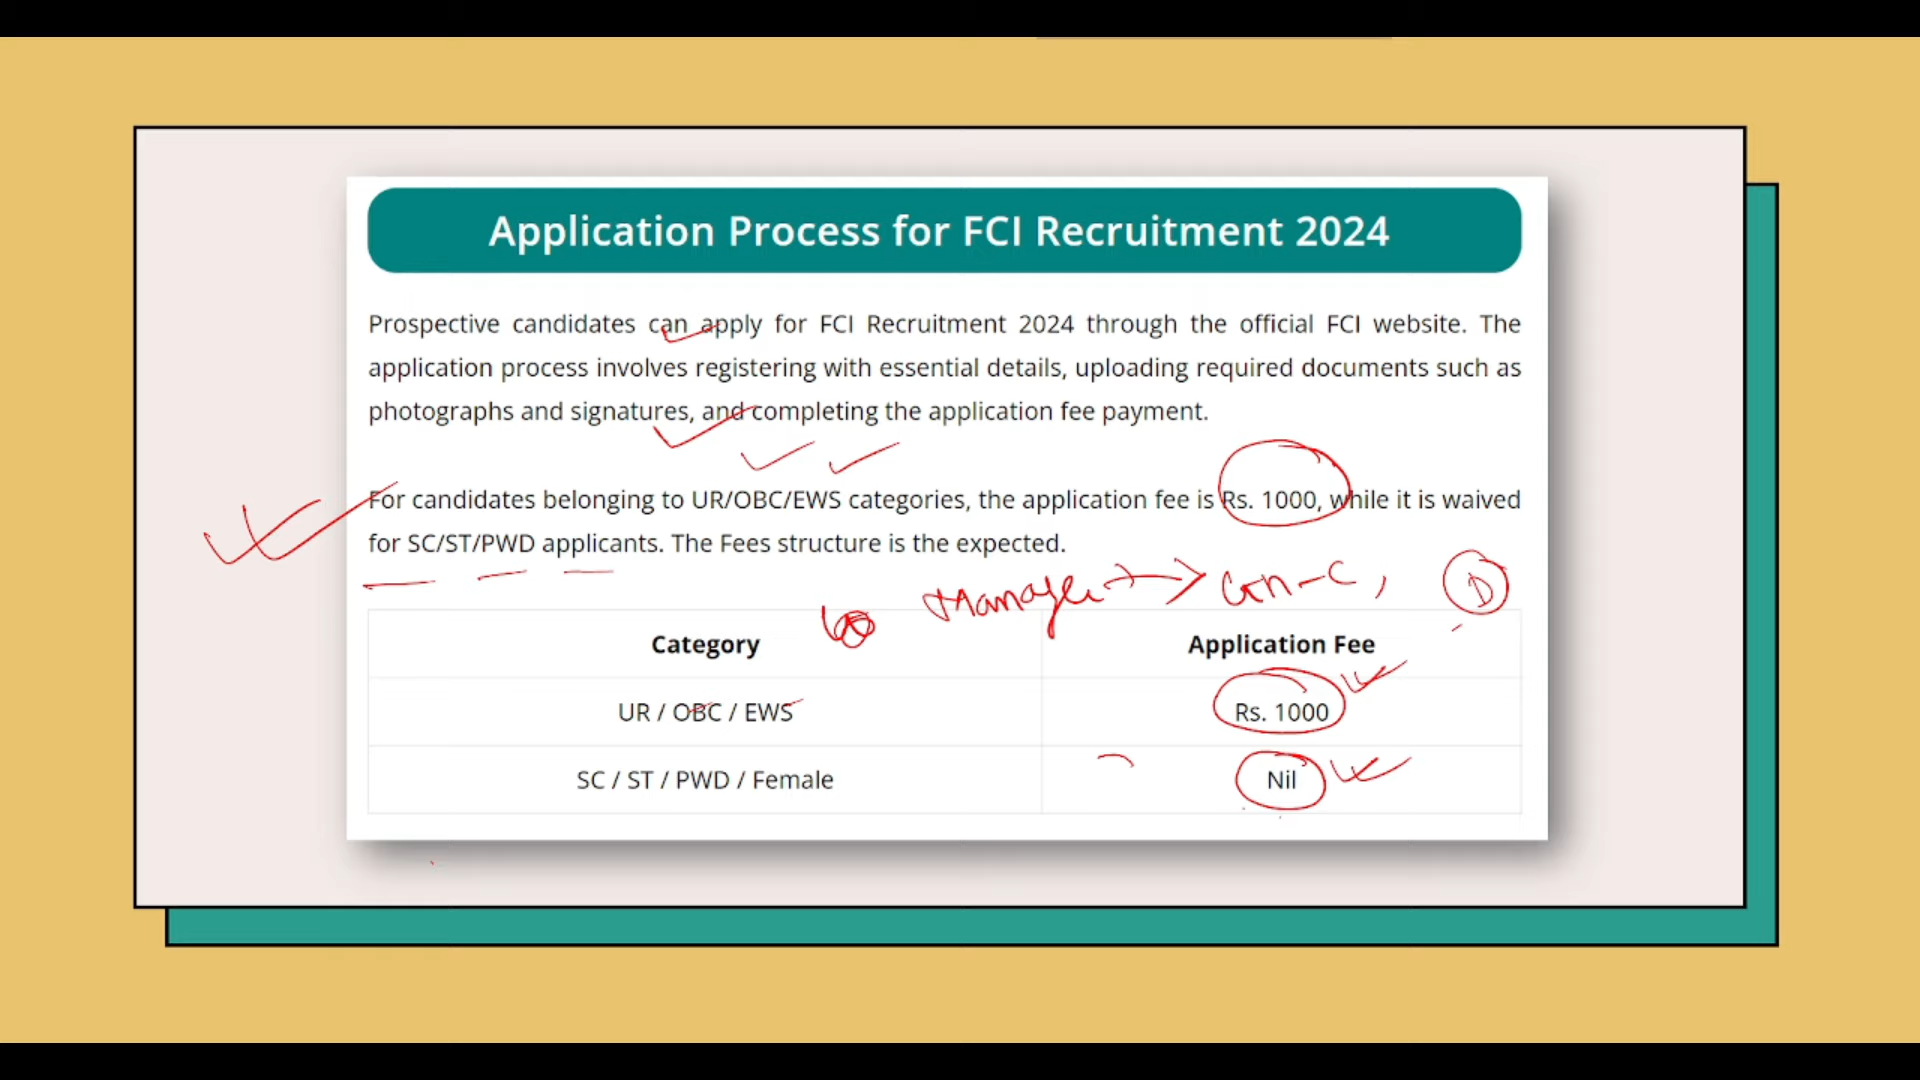 Application Process for FCI Recruitment 2024
Prospective candidates can apply for FCI Recruitment 2024 through the official FCI website. The
application process involves registering with essential details, uploading required documents such as
photographs and signatures, and completing the application fee payment.
For candidates belonging to UR/OBC/EWS categories, the application fee is Rs. 1000, while it is waived
for SC/ST/PWD applicants. The Fees structure is the expected.
Manager → Gn-C, D
Category Application Fee
UR / OBC / EWS Rs. 1000
SC / ST / PWD / Female Nil